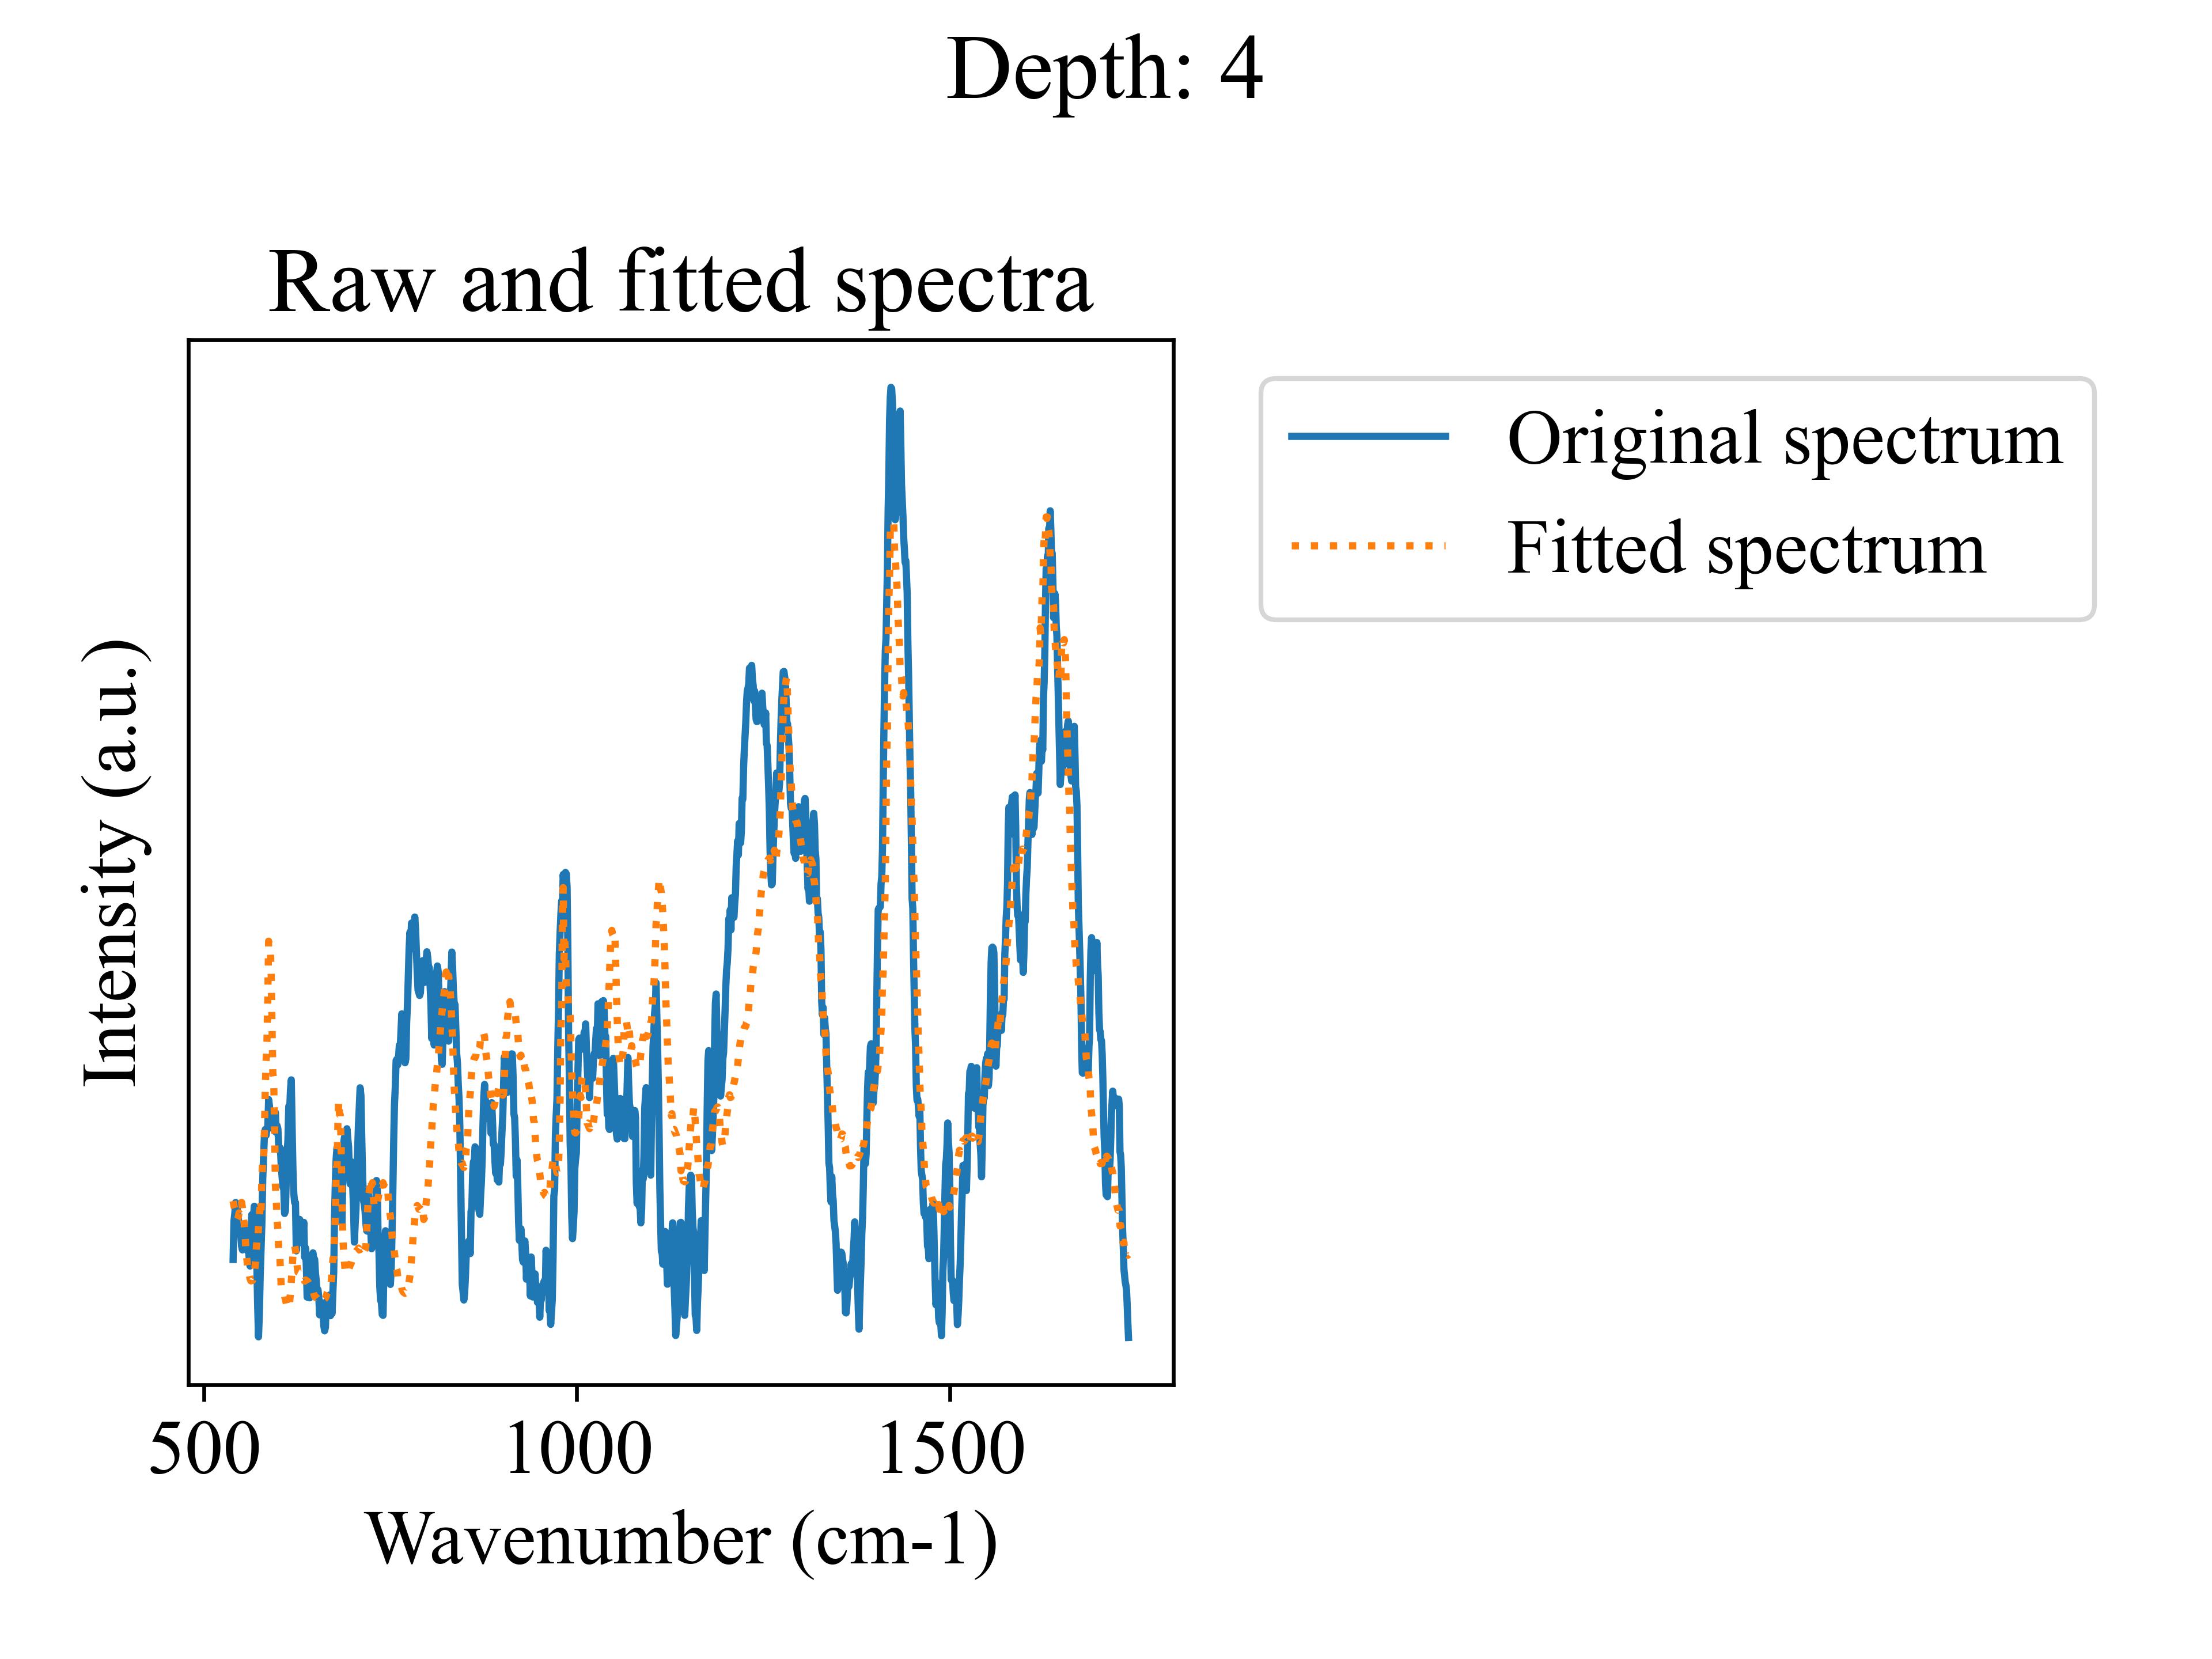 Depth: 4
Raw and fitted spectra
Original spectrum
Fitted spectrum
Intensity (a.u.)
500 1000 1500
Wavenumber (cm-1)